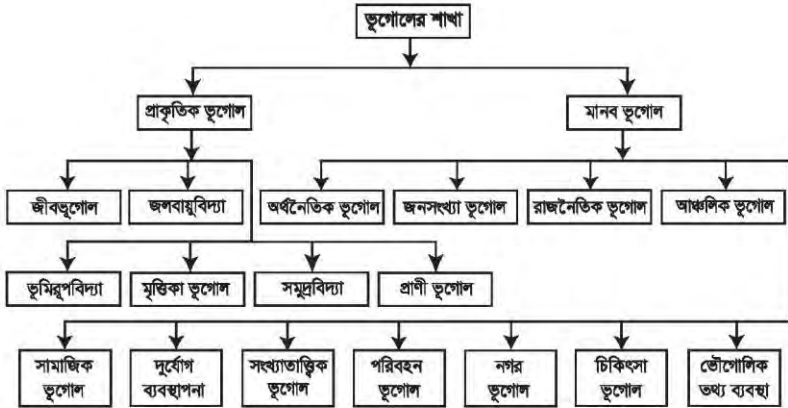 ভূগোলের শাখা
প্রাকৃতিক ভূগোল
মানব ভূগোল
জীবভূগোল
জলবায়ুবিদ্যা
অর্থনৈতিক ভূগোল
জনসংখ্যা ভূগোল
রাজনৈতিক ভূগোল
আঞ্চলিক ভূগোল
ভূমিরূপবিদ্যা
মৃত্তিকা ভূগোল
সমুদ্রবিদ্যা
প্রাণী ভূগোল
সামাজিক
ভূগোল
দুর্যোগ
ব্যবস্থাপনা
সংখ্যাতাত্ত্বিক
ভূগোল
পরিবহন
ভূগোল
নগর
ভূগোল
চিকিৎসা
ভূগোল
ভৌগোলিক
তথ্য ব্যবস্থা